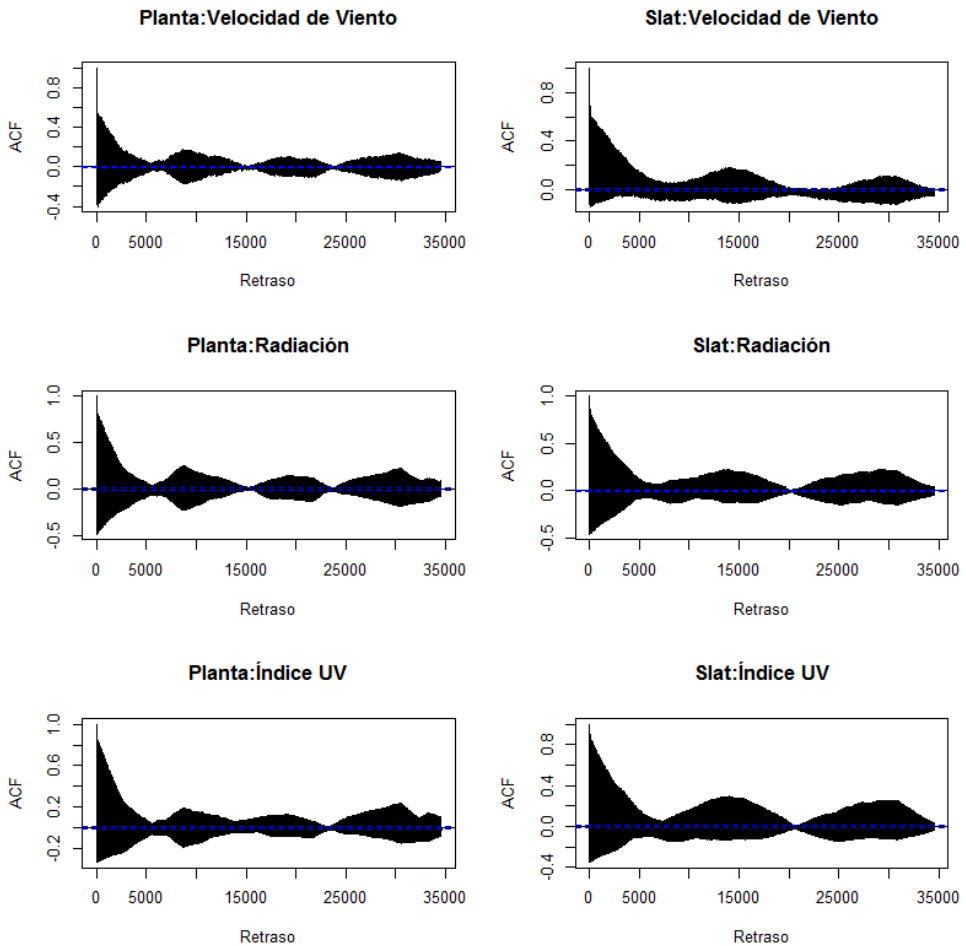 Planta:Velocidad de Viento
ACF
0.8
0.4
0.0
-0.4
0 5000 15000 25000 35000
Retraso
Slat:Velocidad de Viento
ACF
0.8
0.4
0.0
0 5000 15000 25000 35000
Retraso
Planta:Radiación
ACF
1.0
0.5
0.0
-0.5
0 5000 15000 25000 35000
Retraso
Slat:Radiación
ACF
1.0
0.5
0.0
-0.5
0 5000 15000 25000 35000
Retraso
Planta:Índice UV
ACF
1.0
0.6
0.2
-0.2
0 5000 15000 25000 35000
Retraso
Slat:Índice UV
ACF
0.8
0.4
0.0
-0.4
0 5000 15000 25000 35000
Retraso